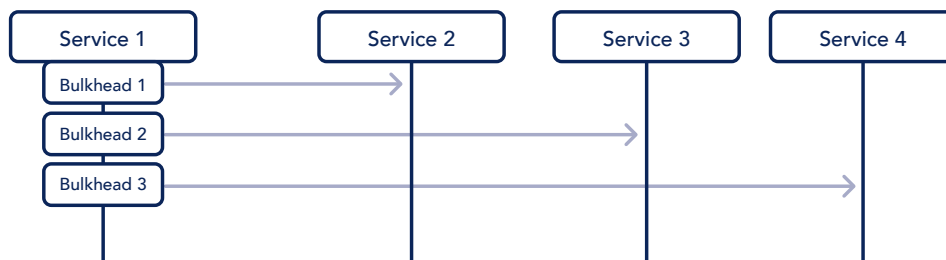 Service 1
Service 2
Service 3
Service 4
Bulkhead 1
Bulkhead 2
Bulkhead 3